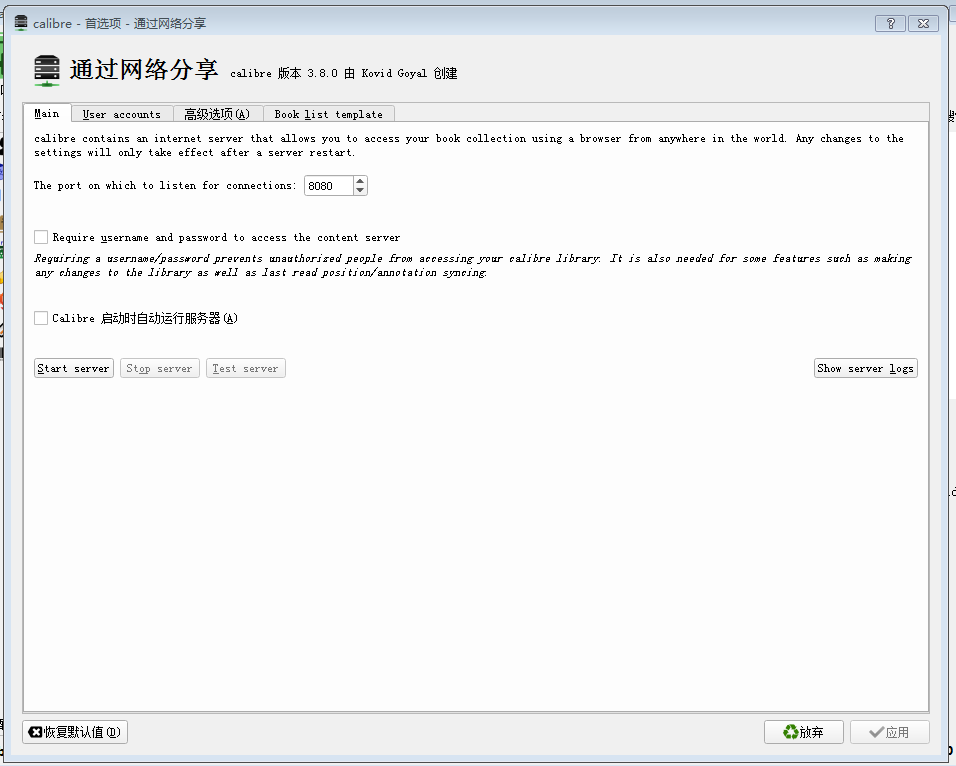 calibre - 首选项 - 通过网络分享
通过网络分享 calibre 版本 3.8.0 由 Kovid Goyal 创建
Main User accounts 高级选项(A) Book list template
calibre contains an internet server that allows you to access your book collection using a browser from anywhere in the world. Any changes to the
settings will only take effect after a server restart.
The port on which to listen for connections: 8080
Require username and password to access the content server
Requiring a username/password prevents unauthorized people from accessing your calibre library. It is also needed for some features such as making
any changes to the library as well as last read position/annotation syncing.
Calibre 启动时自动运行服务器(A)
Start server Stop server Test server Show server logs
恢复默认值(D) 放弃 应用